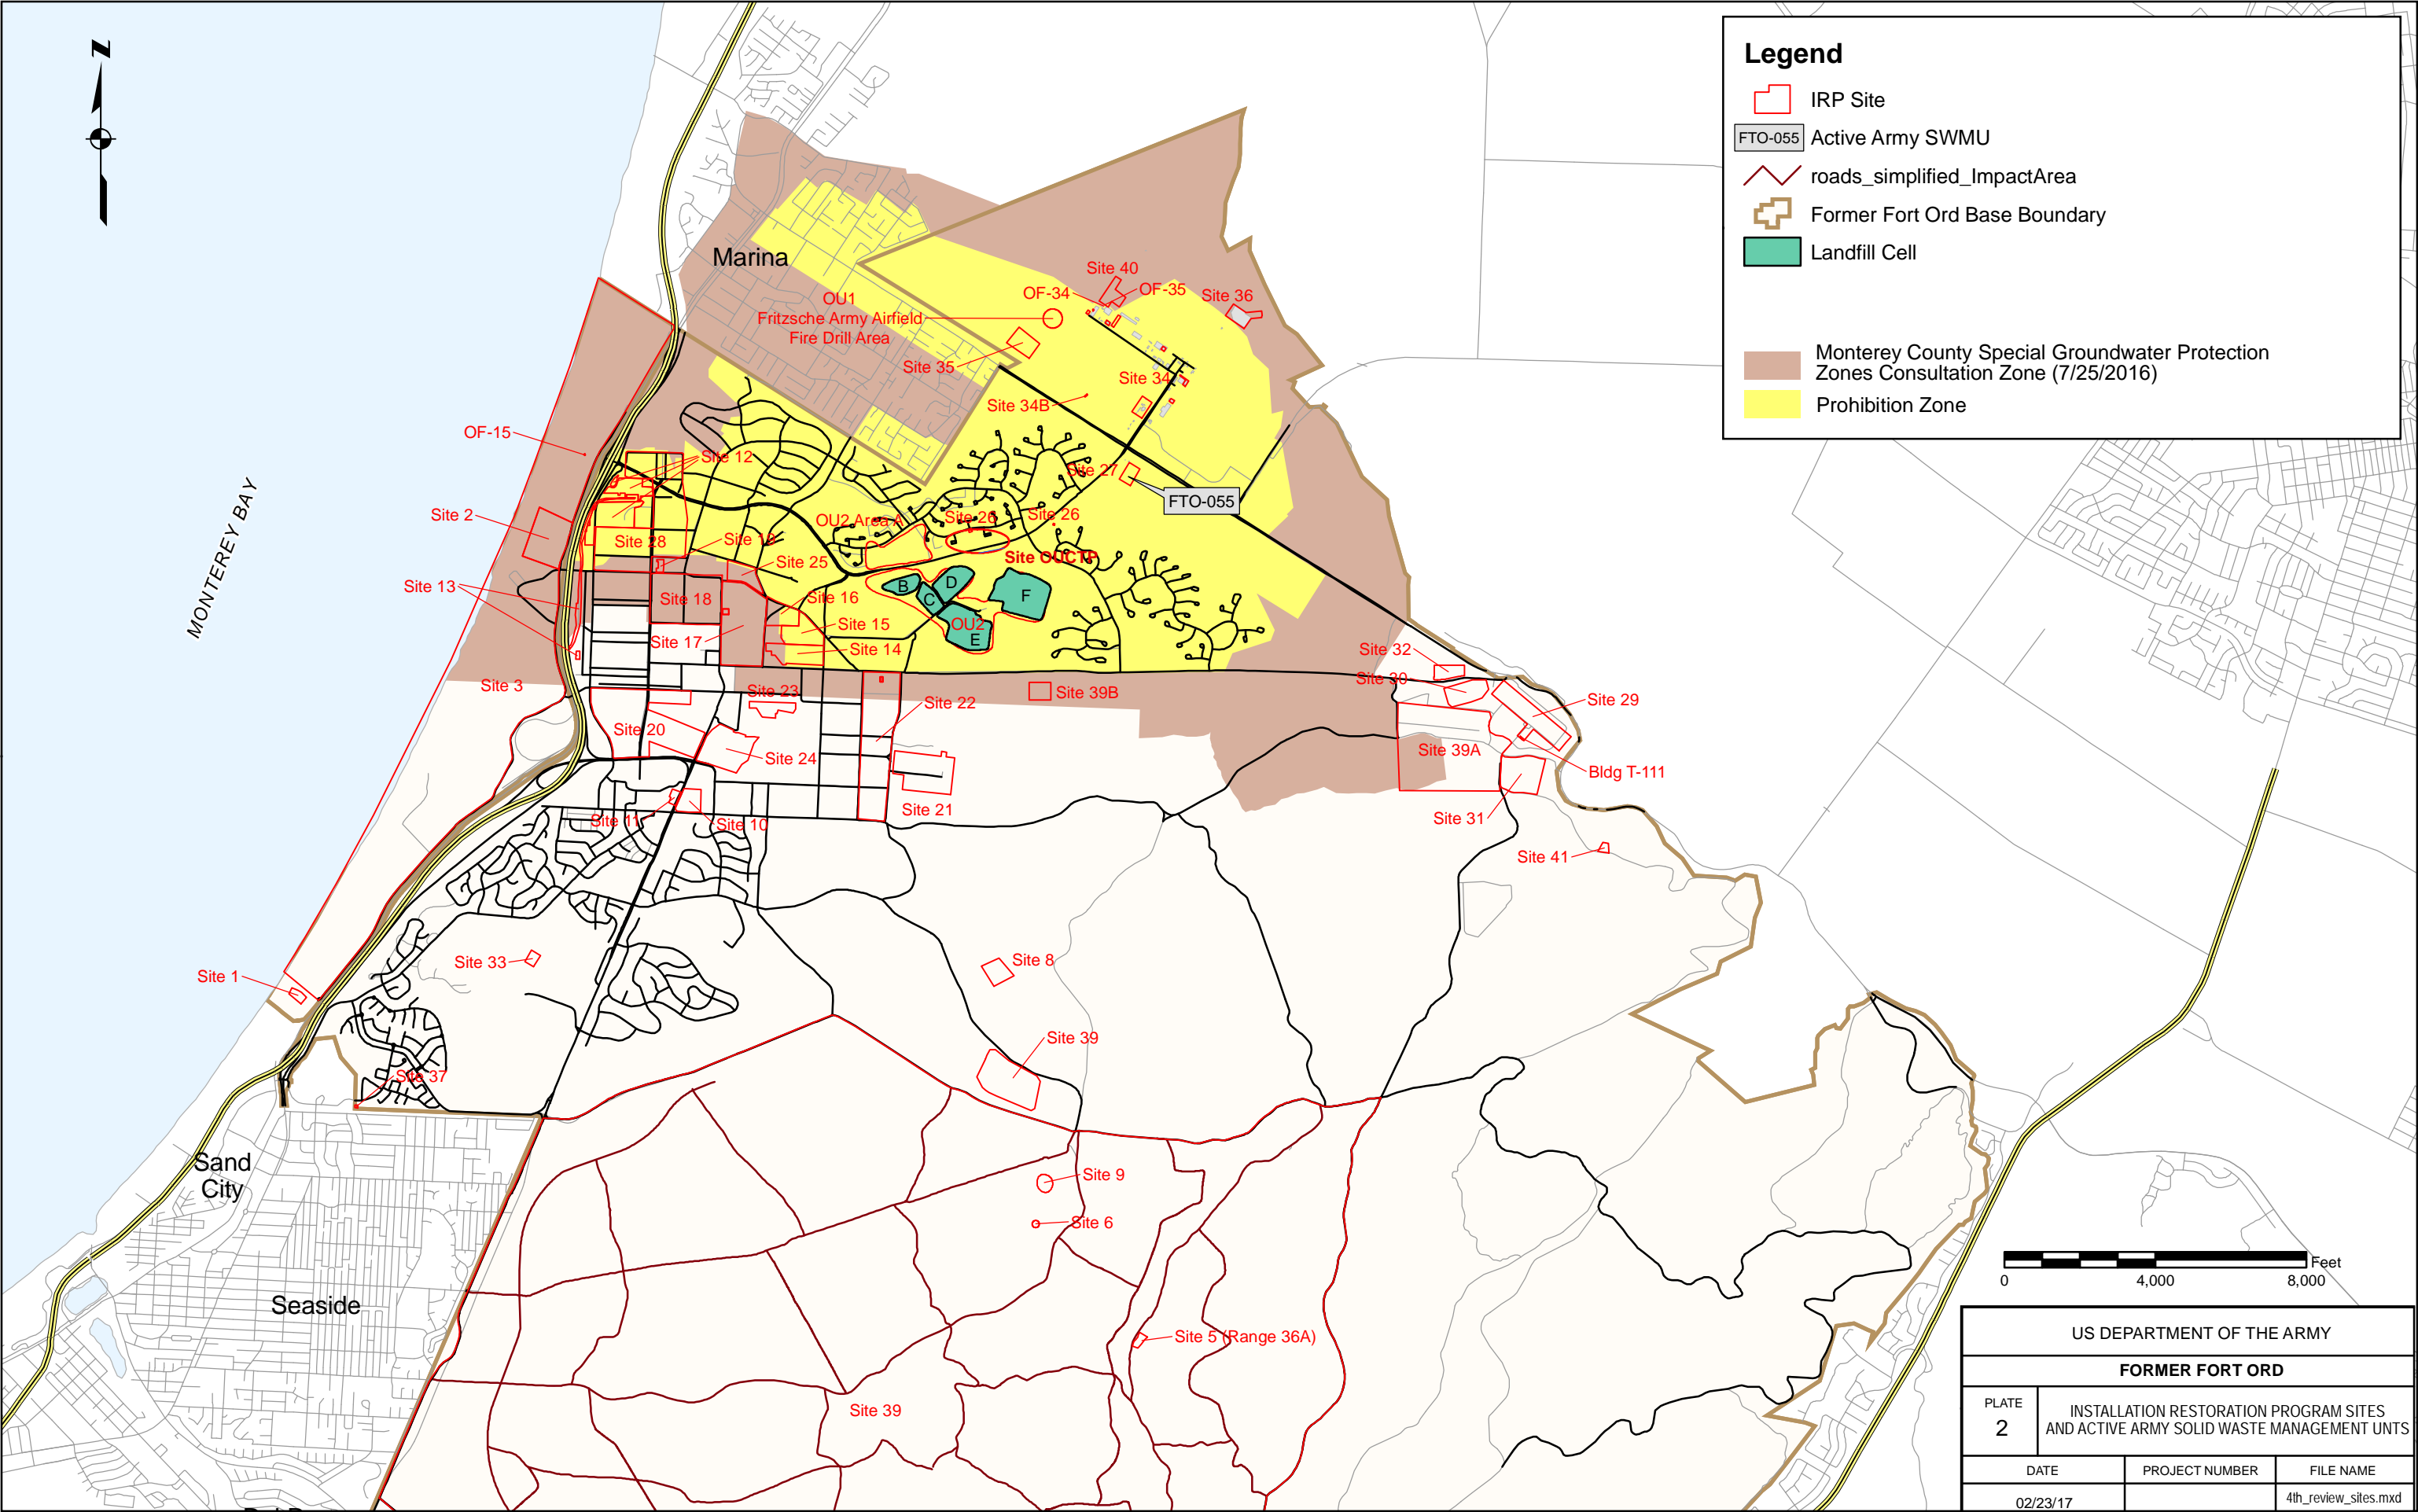 N
Legend
IRP Site
FTO-055 Active Army SWMU
roads_simplified_ImpactArea
Former Fort Ord Base Boundary
Landfill Cell
Monterey County Special Groundwater Protection
Zones Consultation Zone (7/25/2016)
Prohibition Zone
Marina
Site 40
OF-34
OF-35
Site 36
OU1
Fritzsche Army Airfield
Fire Drill Area
Site 35
Site 34
Site 34B
OF-15
Site 12
Site 27
FTO-055
MONTEREY BAY
Site 2
OU2 Area A
Site 26
Site 26
Site 28
Site OUCTP
Site 25
Site 13
B
D
C
F
Site 18
Site 16
OU2
E
Site 15
Site 17
Site 14
Site 32
Site 30
Site 3
Site 23
Site 39B
Site 29
Site 22
Site 20
Site 24
Site 39A
Bldg T-111
Site 21
Site 11
Site 10
Site 31
Site 41
Site 33
Site 8
Site 1
Site 39
Site 37
Sand
City
Site 9
Site 6
Seaside
Site 5 (Range 36A)
Site 39
Feet
0 4,000 8,000
US DEPARTMENT OF THE ARMY
FORMER FORT ORD
PLATE
2
INSTALLATION RESTORATION PROGRAM SITES
AND ACTIVE ARMY SOLID WASTE MANAGEMENT UNTS
DATE PROJECT NUMBER FILE NAME
02/23/17 4th_review_sites.mxd